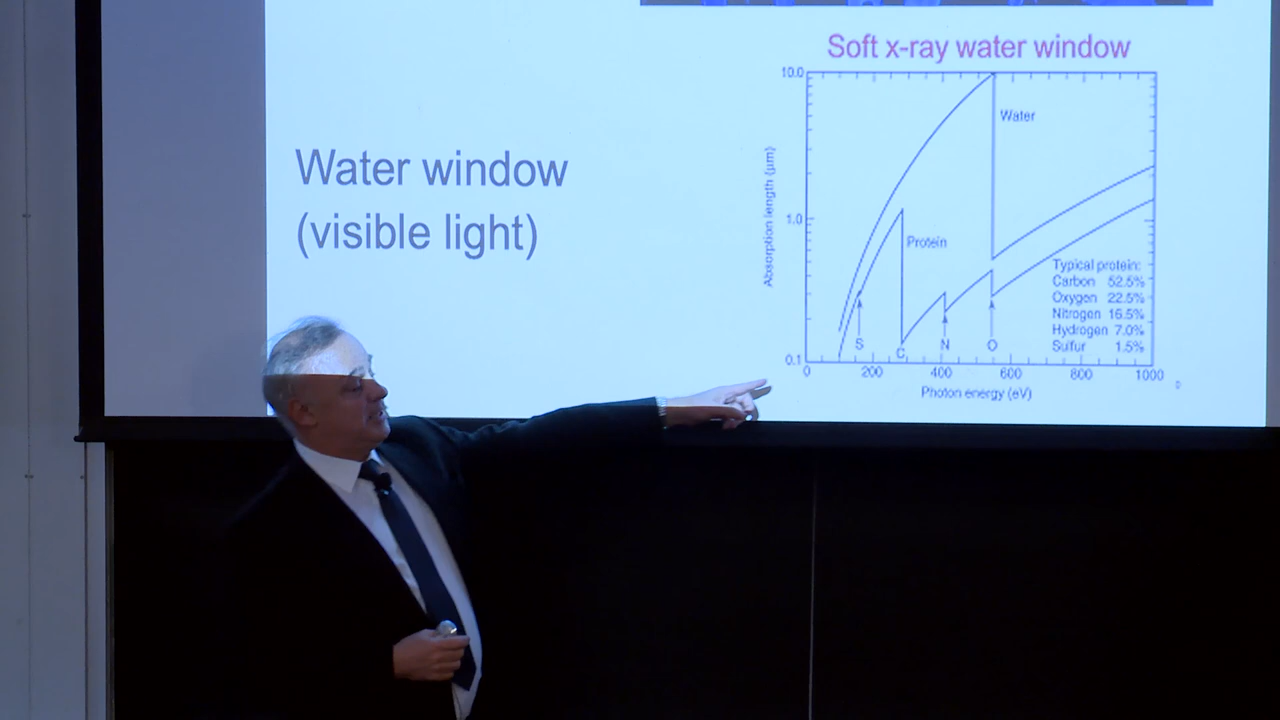 Soft x-ray water window
Water window
(visible light)
Absorption length (μm)
10.0
1.0
0.1
Water
Protein
S
C
N
O
Typical protein:
Carbon 52.5%
Oxygen 22.5%
Nitrogen 16.5%
Hydrogen 7.0%
Sulfur 1.5%
0 200 400 600 800 1000
Photon energy (eV)